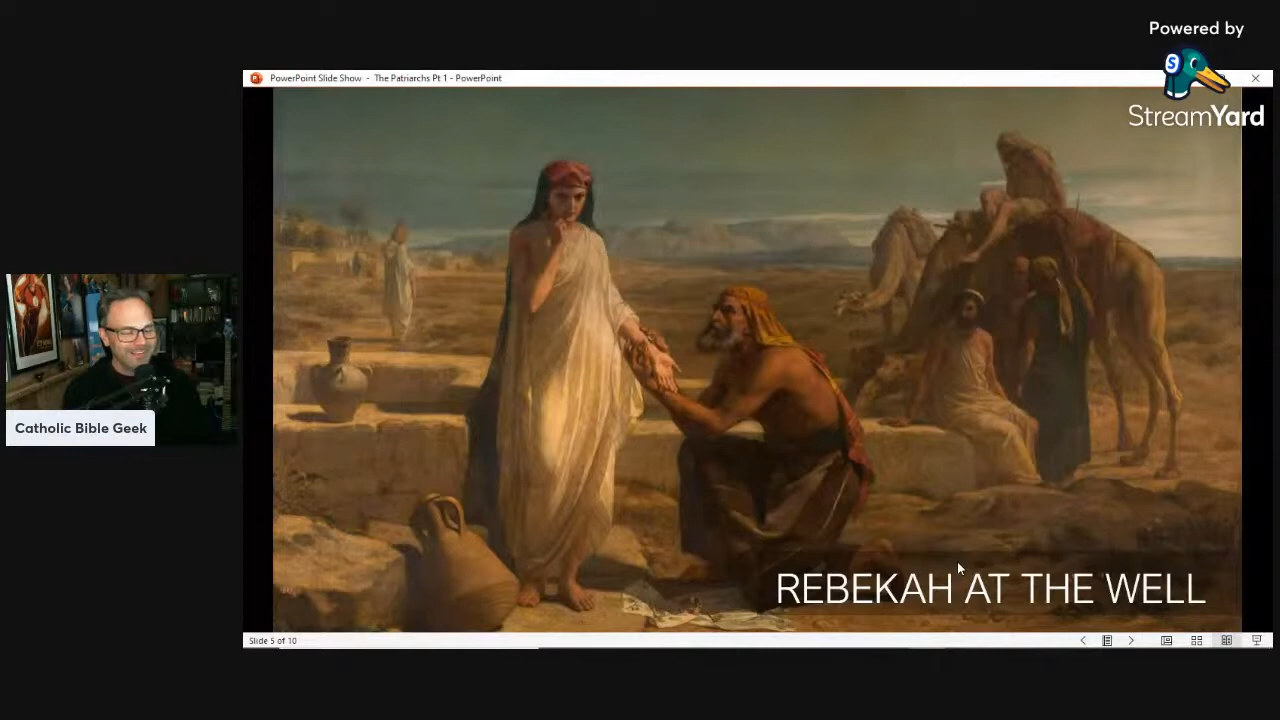 Powered by
StreamYard
PowerPoint Slide Show - The Patriarchs Pt 1 - PowerPoint
Catholic Bible Geek
REBEKAH AT THE WELL
Slide 5 of 10